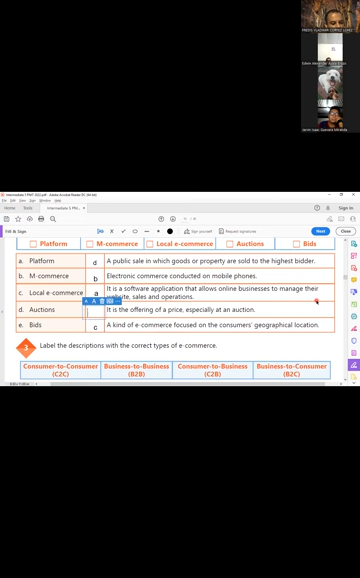 Intermediate 5 PWT 2022.pdf - Adobe Acrobat Reader DC (64-bit)
File Edit View Sign Window Help
Home
Tools
Intermediate 5 PWT...
Sign In
Fill & Sign
Sign yourself
Request signature
Next
Close
Platform
M-commerce
Local e-commerce
Auctions
Bids
a. Platform
d
A public sale in which goods or property are sold to the highest bidder.
b. M-commerce
b
Electronic commerce conducted on mobile phones.
c. Local e-commerce
a
It is a software application that allows online businesses to manage their
website, sales and operations.
d. Auctions
It is the offering of a price, especially at an auction.
e. Bids
c
A kind of e-commerce focused on the consumers' geographical location.
3
Label the descriptions with the correct types of e-commerce.
Consumer-to-Consumer
(C2C)
Business-to-Business
(B2B)
Consumer-to-Business
(C2B)
Business-to-Consumer
(B2C)